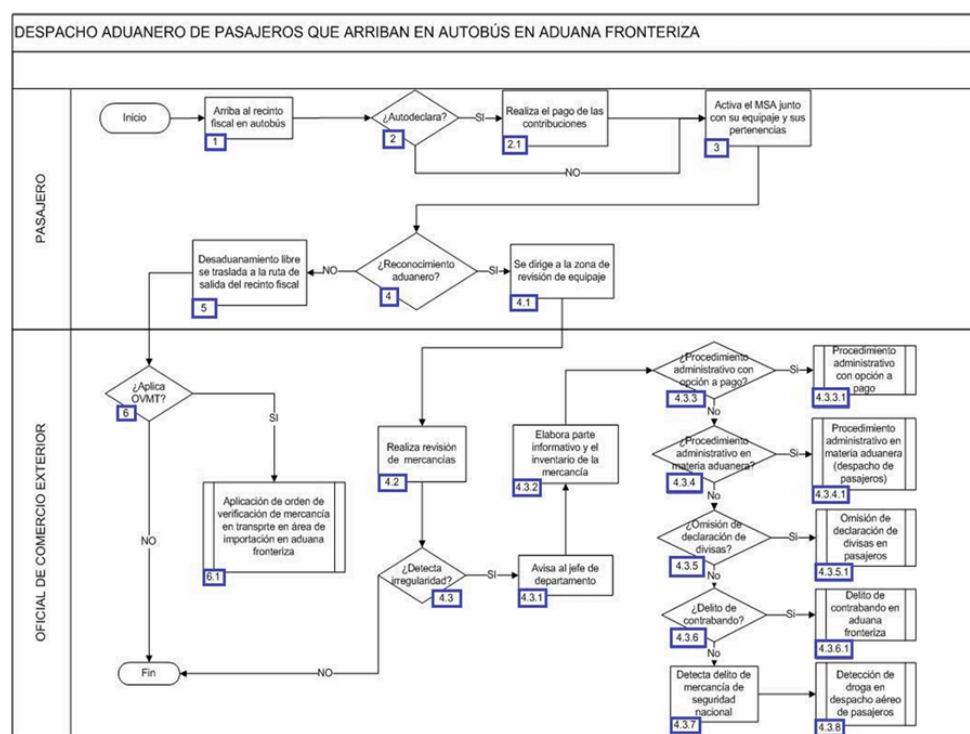 DESPACHO ADUANERO DE PASAJEROS QUE ARRIBAN EN AUTOBÚS EN ADUANA FRONTERIZA
PASAJERO
Inicio
Arriba al recinto
fiscal en autobús
1
¿Autodeclara?
2
SI
Realiza el pago de las
contribuciones
2.1
NO
Activa el MSA junto
con su equipaje y sus
pertenencias
3
¿Reconocimiento
aduanero?
4
SI
Se dirige a la zona de
revisión de equipaje
4.1
NO
Desaduanamiento libre
se traslada a la ruta de
salida del recinto fiscal
5
OFICIAL DE COMERCIO EXTERIOR
¿Aplica
OVMT?
6
SI
NO
Aplicación de orden de
verificación de mercancía
en transprte en área de
importación en aduana
fronteriza
6.1
Fin
Realiza revisión
de mercancías
4.2
¿Detecta
irregularidad?
4.3
NO
SI
Avisa al jefe de
departamento
4.3.1
Elabora parte
informativo y el
inventario de la
mercancía
4.3.2
¿Procedimiento
administrativo con
opción a pago?
4.3.3
Si
Procedimiento
administrativo
con opción a
pago
4.3.3.1
No
¿Procedimiento
administrativo en
materia aduanera?
4.3.4
Si
Procedimiento
administrativo en
materia aduanera
(despacho de
pasajeros)
4.3.4.1
No
¿Omisión de
declaración de
divisas?
4.3.5
Si
Omisión de
declaración de
divisas en
pasajeros
4.3.5.1
No
¿Delito de
contrabando?
4.3.6
Si
Delito de
contrabando en
aduana
fronteriza
4.3.6.1
No
Detecta delito de
mercancía de
seguridad
nacional
4.3.7
Detección de
droga en
despacho aéreo
de pasajeros
4.3.8